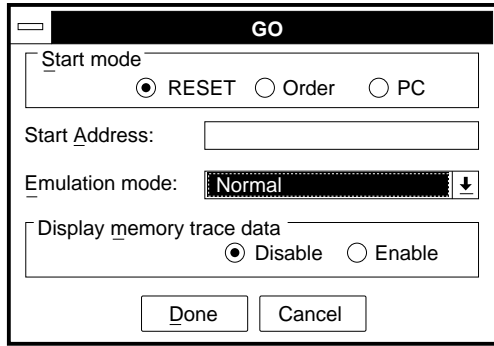 GO
Start mode
RESET Order PC
Start Address:
Emulation mode: Normal
Display memory trace data
Disable Enable
Done Cancel